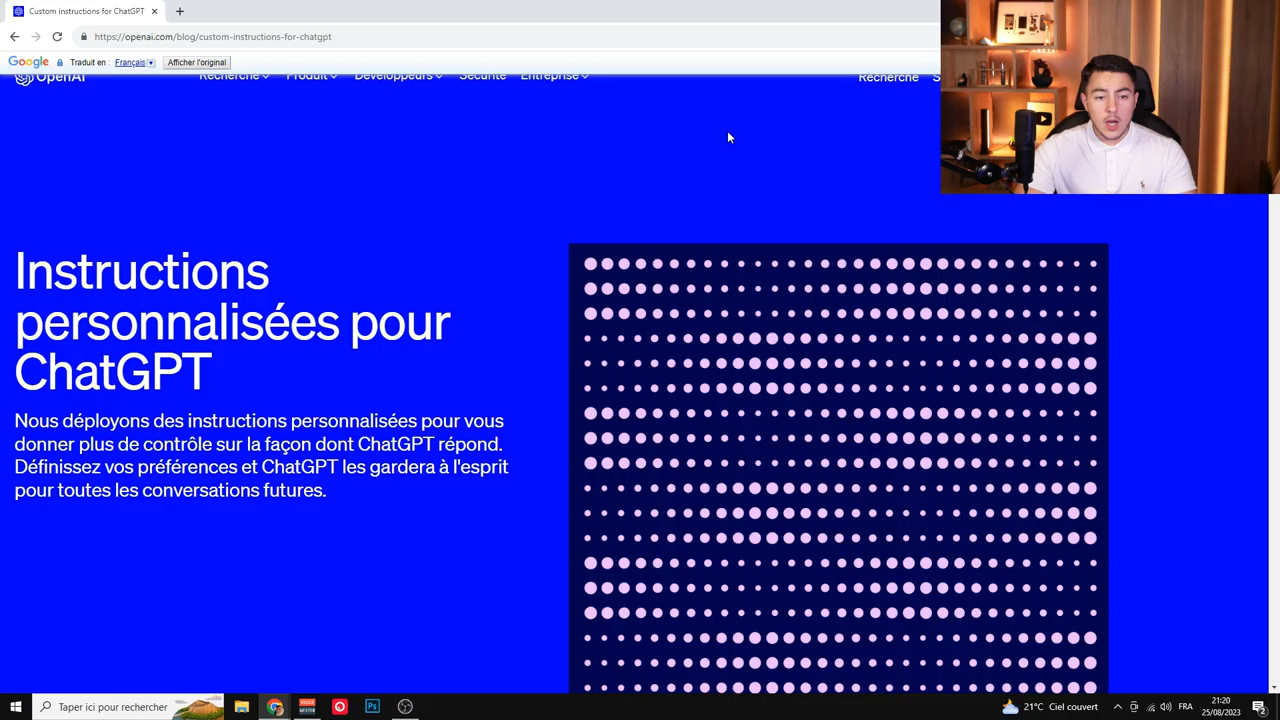 Custom instructions for ChatGPT
https://openai.com/blog/custom-instructions-for-chatgpt
Google Traduit en : Français Afficher l'original
OpenAI Recherche Produit Développeurs Sécurité Entreprise Recherche S
Instructions
personnalisées pour
ChatGPT
Nous déployons des instructions personnalisées pour vous
donner plus de contrôle sur la façon dont ChatGPT répond.
Définissez vos préférences et ChatGPT les gardera à l'esprit
pour toutes les conversations futures.
Taper ici pour rechercher
Ps
21°C Ciel couvert
FRA
21:20
25/08/2023
2